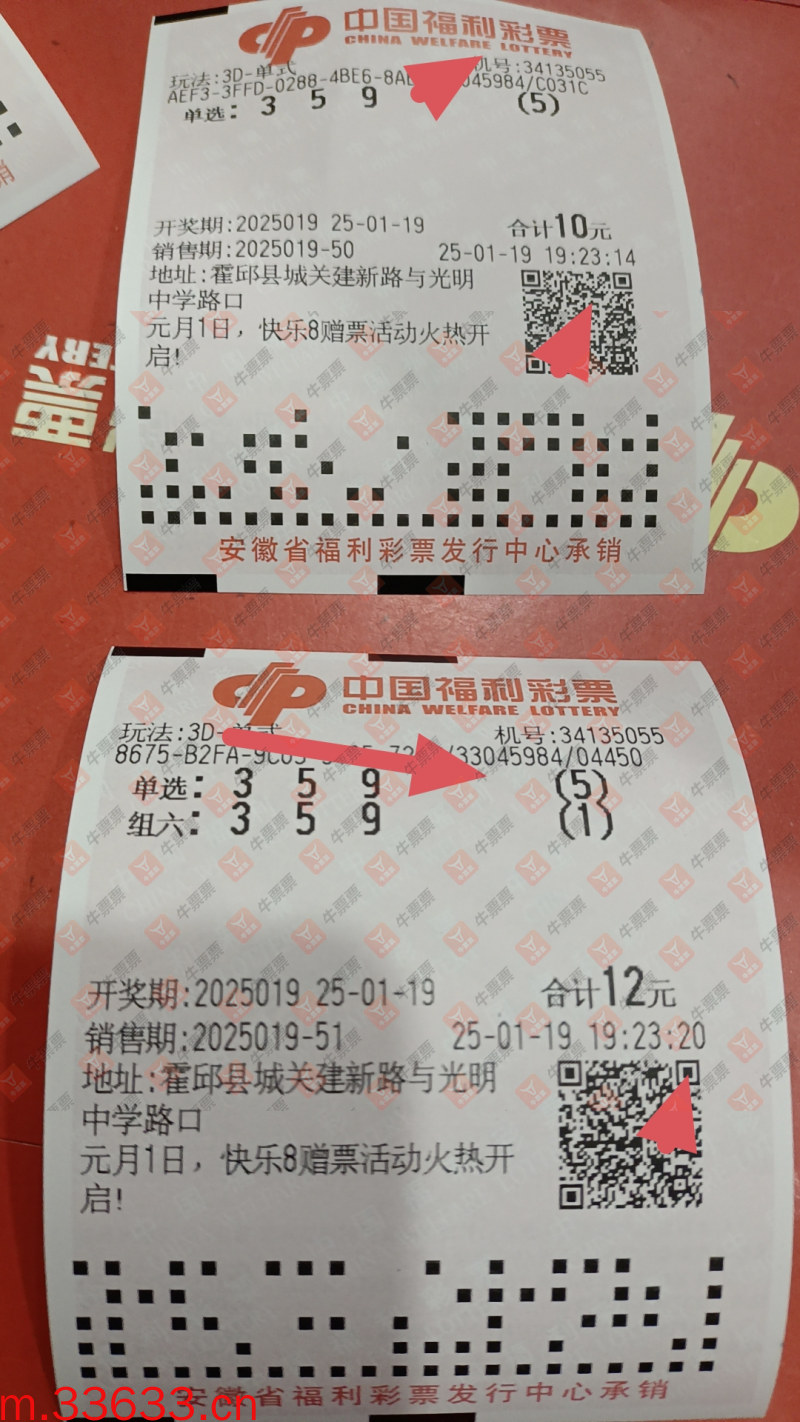 中国福利彩票
CHINA WELFARE LOTTERY
玩法:3D-单式 机号:34135055
AEF3-3FFD-0288-4BE6-8A 045984/C031C
单选: 3 5 9 (5)
开奖期:2025019 25-01-19 合计10元
销售期:2025019-50 25-01-19 19:23:14
地址:霍邱县城关建新路与光明
中学路口
元月1日，快乐8赠票活动火热开
启!
安徽省福利彩票发行中心承销
中国福利彩票
CHINA WELFARE LOTTERY
玩法:3D-单式 机号:34135055
8675-B2FA-9C03 /33045984/04450
单选: 3 5 9 (5)
组六: 3 5 9 (1)
开奖期:2025019 25-01-19 合计12元
销售期:2025019-51 25-01-19 19:23:20
地址:霍邱县城关建新路与光明
中学路口
元月1日，快乐8赠票活动火热开
启!
安徽省福利彩票发行中心承销
m.33633.cn
牛票票